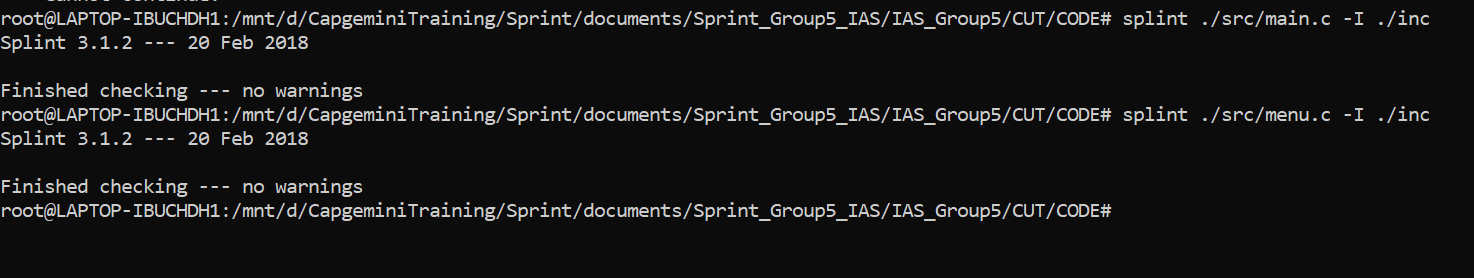 Cannot continue.
root@LAPTOP-IBUCHDH1:/mnt/d/CapgeminiTraining/Sprint/documents/Sprint_Group5_IAS/IAS_Group5/CUT/CODE# splint ./src/main.c -I ./inc
Splint 3.1.2 --- 20 Feb 2018
Finished checking --- no warnings
root@LAPTOP-IBUCHDH1:/mnt/d/CapgeminiTraining/Sprint/documents/Sprint_Group5_IAS/IAS_Group5/CUT/CODE# splint ./src/menu.c -I ./inc
Splint 3.1.2 --- 20 Feb 2018
Finished checking --- no warnings
root@LAPTOP-IBUCHDH1:/mnt/d/CapgeminiTraining/Sprint/documents/Sprint_Group5_IAS/IAS_Group5/CUT/CODE#